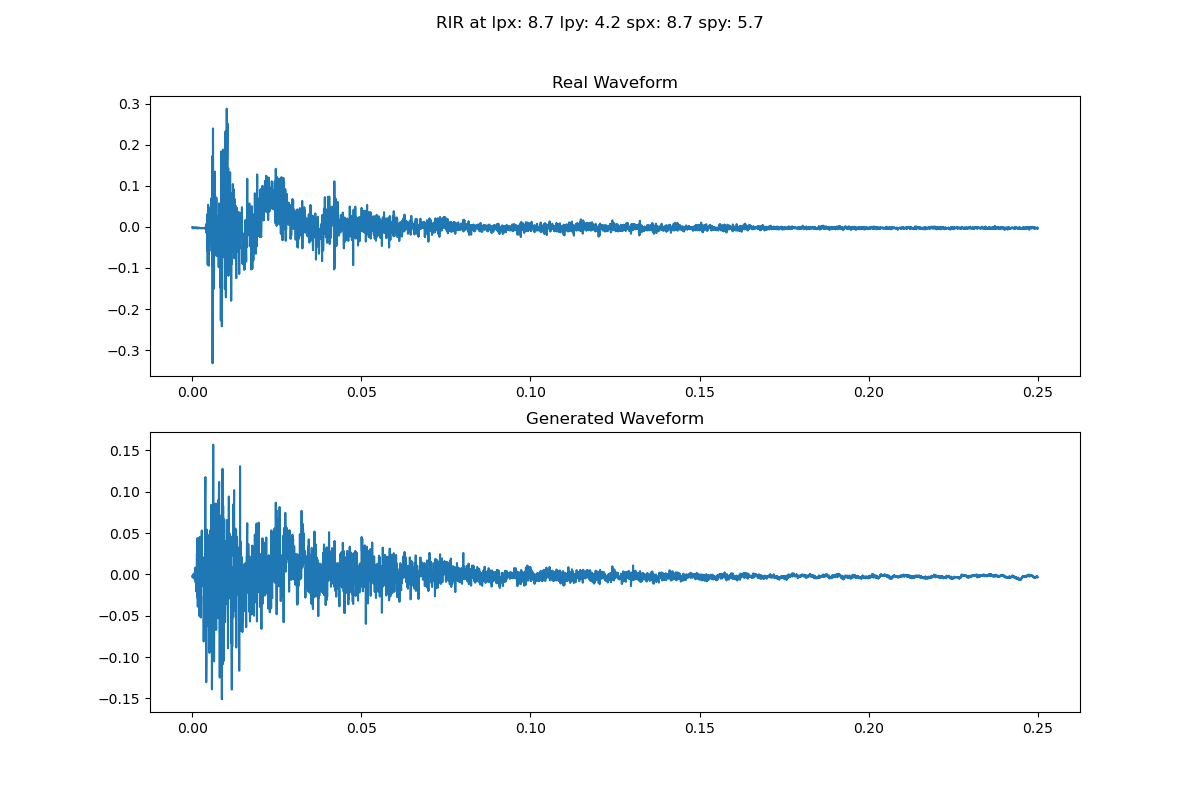 RIR at lpx: 8.7 lpy: 4.2 spx: 8.7 spy: 5.7
Real Waveform
0.3
0.2
0.1
0.0
−0.1
−0.2
−0.3
0.00 0.05 0.10 0.15 0.20 0.25
Generated Waveform
0.15
0.10
0.05
0.00
−0.05
−0.10
−0.15
0.00 0.05 0.10 0.15 0.20 0.25